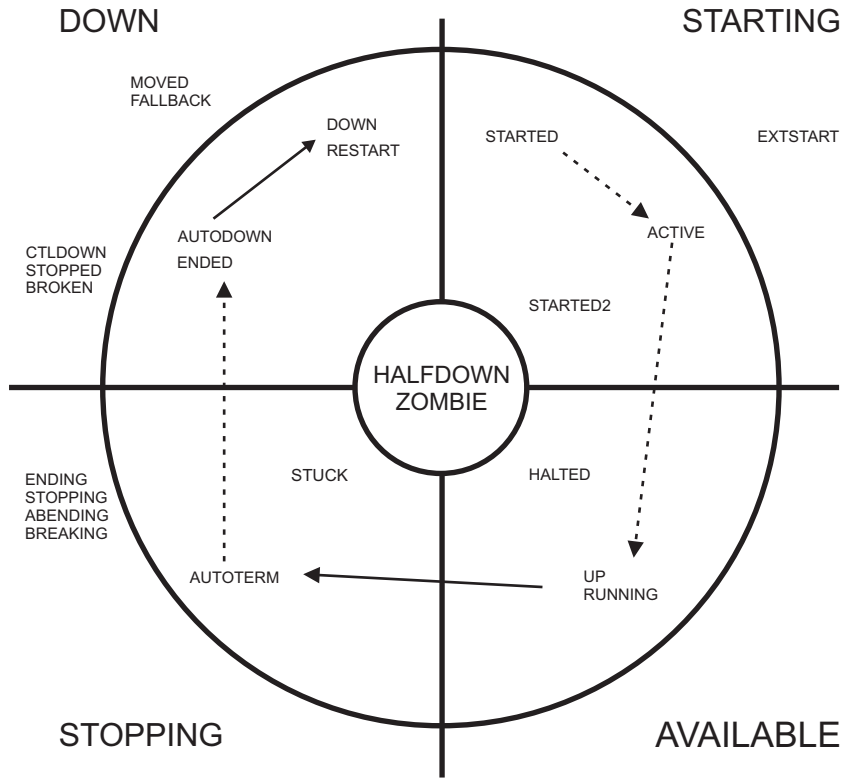 DOWN
STARTING
MOVED
FALLBACK
DOWN
RESTART
STARTED
EXTSTART
AUTODOWN
ENDED
ACTIVE
CTLDOWN
STOPPED
BROKEN
STARTED2
HALFDOWN
ZOMBIE
ENDING
STOPPING
ABENDING
BREAKING
STUCK
HALTED
AUTOTERM
UP
RUNNING
STOPPING
AVAILABLE